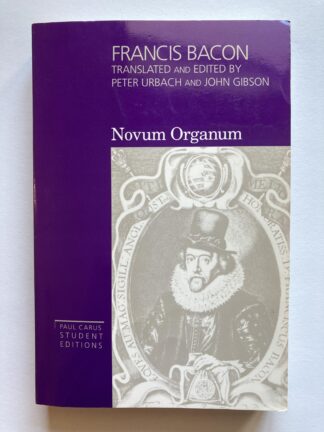 FRANCIS BACON
TRANSLATED AND EDITED BY
PETER URBACH AND JOHN GIBSON
Novum Organum
PAUL CARUS
STUDENT
EDITIONS